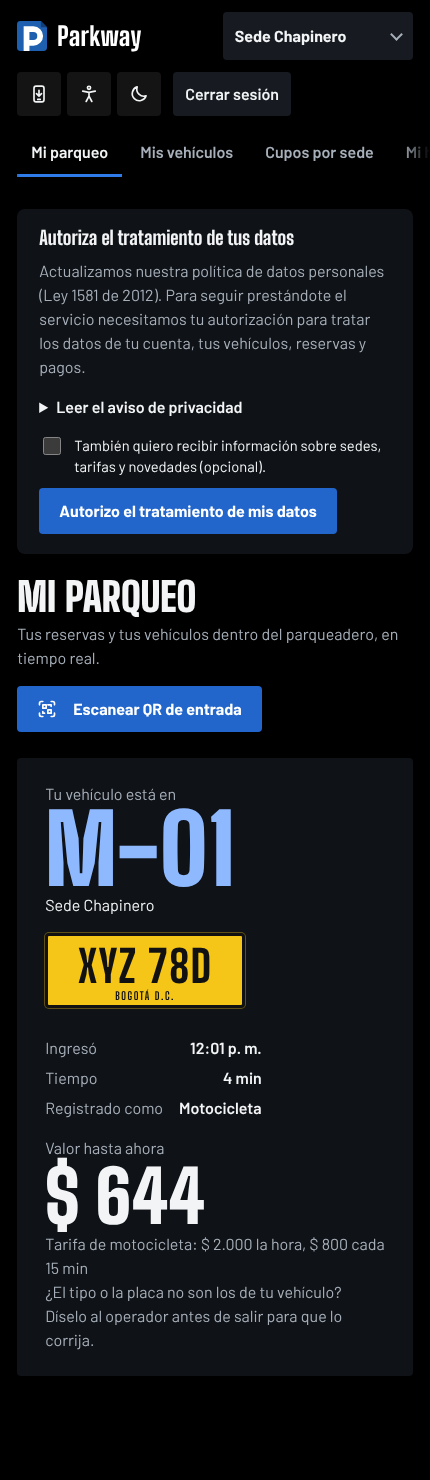 Parkway
Sede Chapinero
Cerrar sesión
Mi parqueo
Mis vehículos
Cupos por sede
Mi
Autoriza el tratamiento de tus datos
Actualizamos nuestra política de datos personales
(Ley 1581 de 2012). Para seguir prestándote el
servicio necesitamos tu autorización para tratar
los datos de tu cuenta, tus vehículos, reservas y
pagos.
Leer el aviso de privacidad
También quiero recibir información sobre sedes,
tarifas y novedades (opcional).
Autorizo el tratamiento de mis datos
MI PARQUEO
Tus reservas y tus vehículos dentro del parqueadero, en
tiempo real.
Escanear QR de entrada
Tu vehículo está en
M-01
Sede Chapinero
XYZ 78D
BOGOTÁ D.C.
Ingresó 12:01 p. m.
Tiempo 4 min
Registrado como Motocicleta
Valor hasta ahora
$ 644
Tarifa de motocicleta: $ 2.000 la hora, $ 800 cada
15 min
¿El tipo o la placa no son los de tu vehículo?
Díselo al operador antes de salir para que lo
corrija.